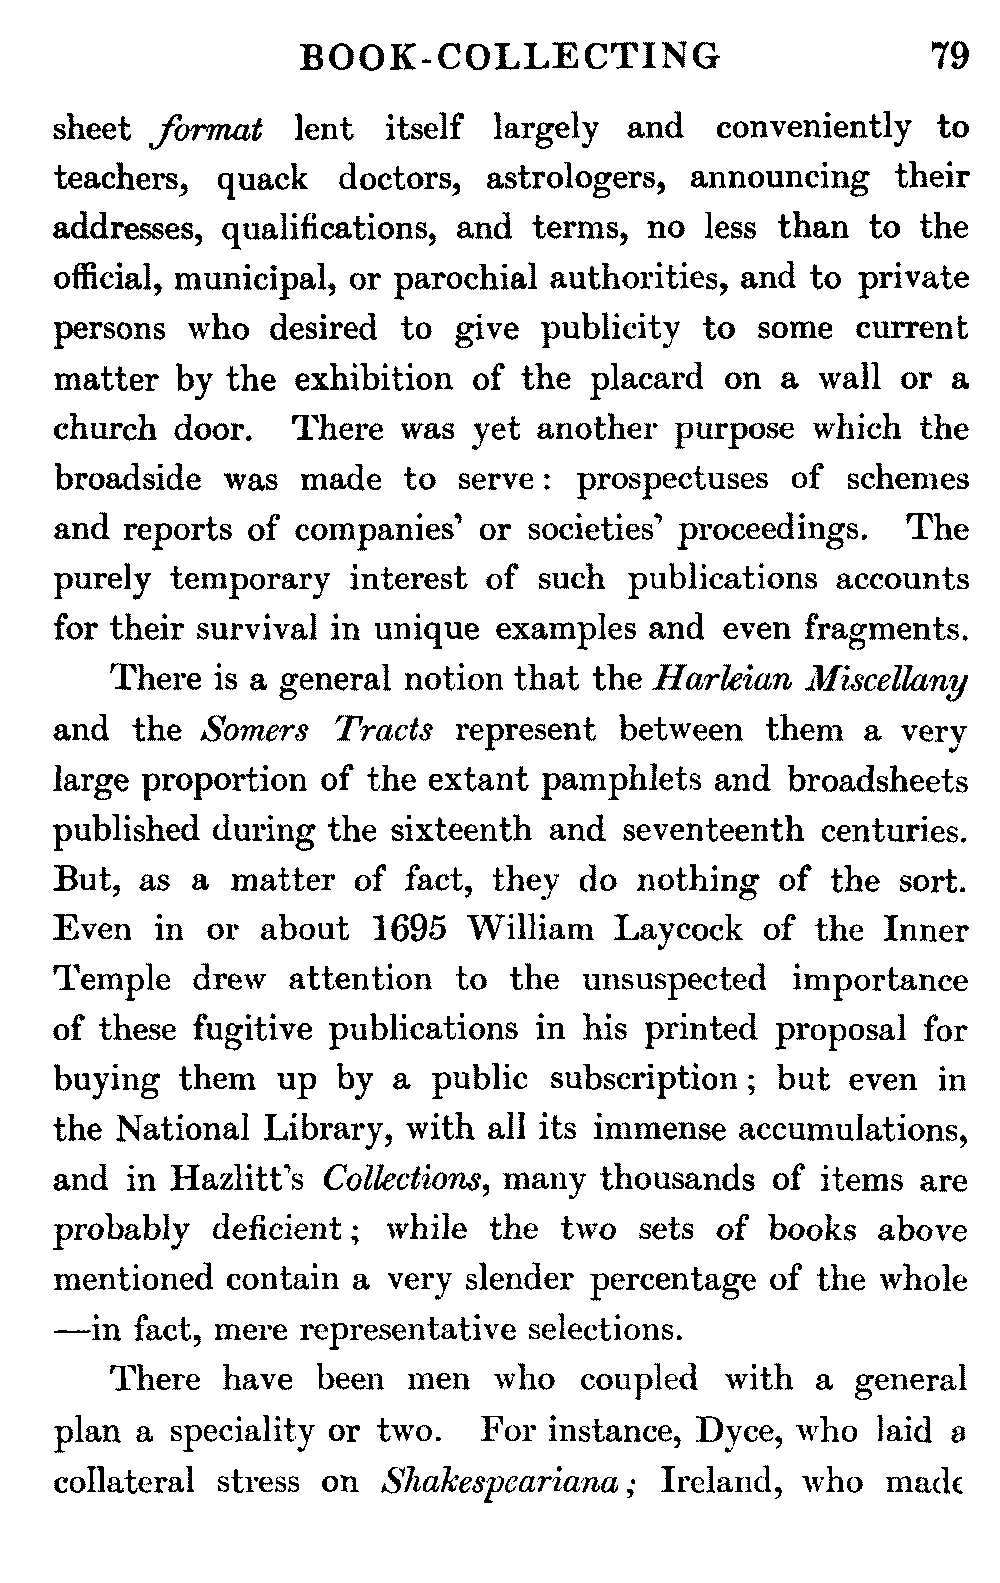 BOOK-COLLECTING 79
sheet format lent itself largely and conveniently to
teachers, quack doctors, astrologers, announcing their
addresses, qualifications, and terms, no less than to the
official, municipal, or parochial authorities, and to private
persons who desired to give publicity to some current
matter by the exhibition of the placard on a wall or a
church door. There was yet another purpose which the
broadside was made to serve: prospectuses of schemes
and reports of companies' or societies' proceedings. The
purely temporary interest of such publications accounts
for their survival in unique examples and even fragments.
There is a general notion that the Harleian Miscellany
and the Somers Tracts represent between them a very
large proportion of the extant pamphlets and broadsheets
published during the sixteenth and seventeenth centuries.
But, as a matter of fact, they do nothing of the sort.
Even in or about 1695 William Laycock of the Inner
Temple drew attention to the unsuspected importance
of these fugitive publications in his printed proposal for
buying them up by a public subscription; but even in
the National Library, with all its immense accumulations,
and in Hazlitt's Collections, many thousands of items are
probably deficient; while the two sets of books above
mentioned contain a very slender percentage of the whole
—in fact, mere representative selections.
There have been men who coupled with a general
plan a speciality or two. For instance, Dyce, who laid a
collateral stress on Shakespeariana; Ireland, who made